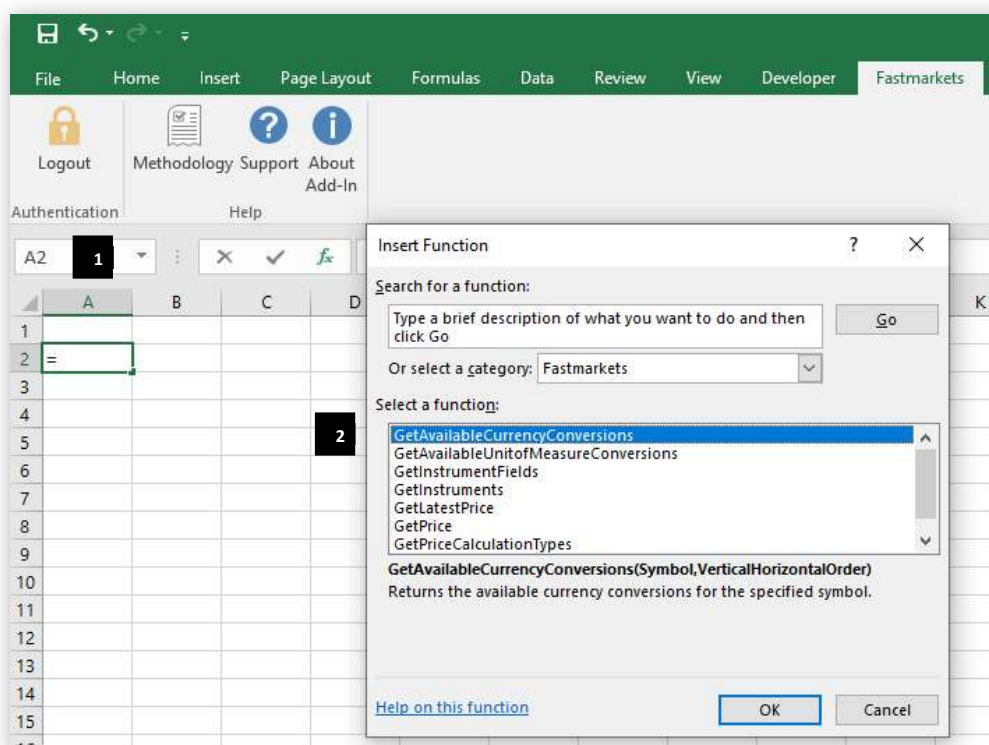 File Home Insert Page Layout Formulas Data Review View Developer Fastmarkets
Logout Methodology Support About
Add-In
Authentication Help
A2 1 fx
Insert Function ? ×
Search for a function:
Type a brief description of what you want to do and then
click Go
Go
Or select a category: Fastmarkets
Select a function:
2
GetAvailableCurrencyConversions
GetAvailableUnitofMeasureConversions
GetInstrumentFields
GetInstruments
GetLatestPrice
GetPrice
GetPriceCalculationTypes
GetAvailableCurrencyConversions(Symbol,VerticalHorizontalOrder)
Returns the available currency conversions for the specified symbol.
Help on this function OK Cancel
A B C D K
1
2 =
3
4
5
6
7
8
9
10
11
12
13
14
15